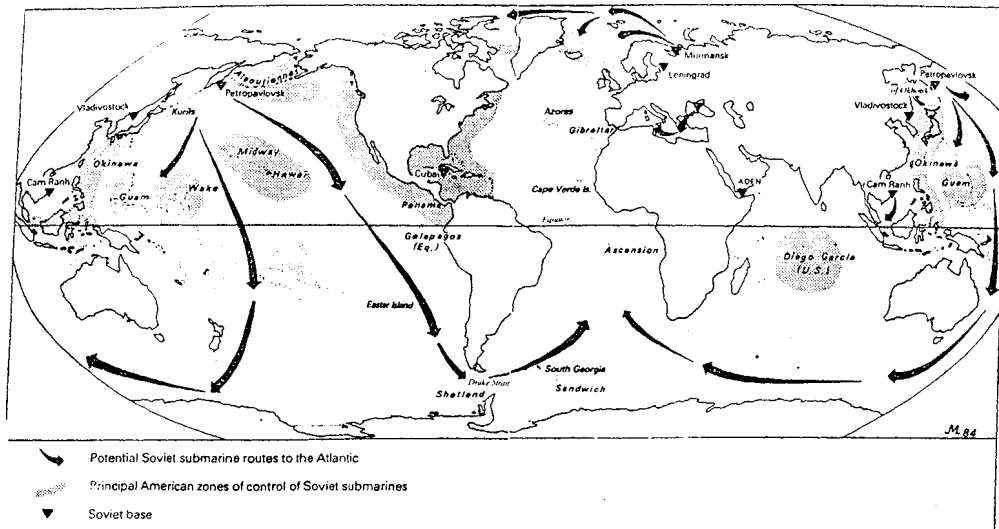 Murmansk
Leningrad
Petropavlovsk
Petropavlovsk
Vladivostock
Vladivostock
Kurils
Azores
Gibraltar
Midway
Hawaï
Okinawa
Okinawa
Cuba
Wake
Cam Ranh
Cam Ranh
Guam
Guam
Cape Verde Is.
ADEN
Panama
Equator
Galapagos
(Eq.)
Ascension
Diego Garcia
(U.S.)
Easter Island
South Georgia
Drake Strait
Sandwich
Shetland
J.M. 84
Potential Soviet submarine routes to the Atlantic
Principal American zones of control of Soviet submarines
Soviet base